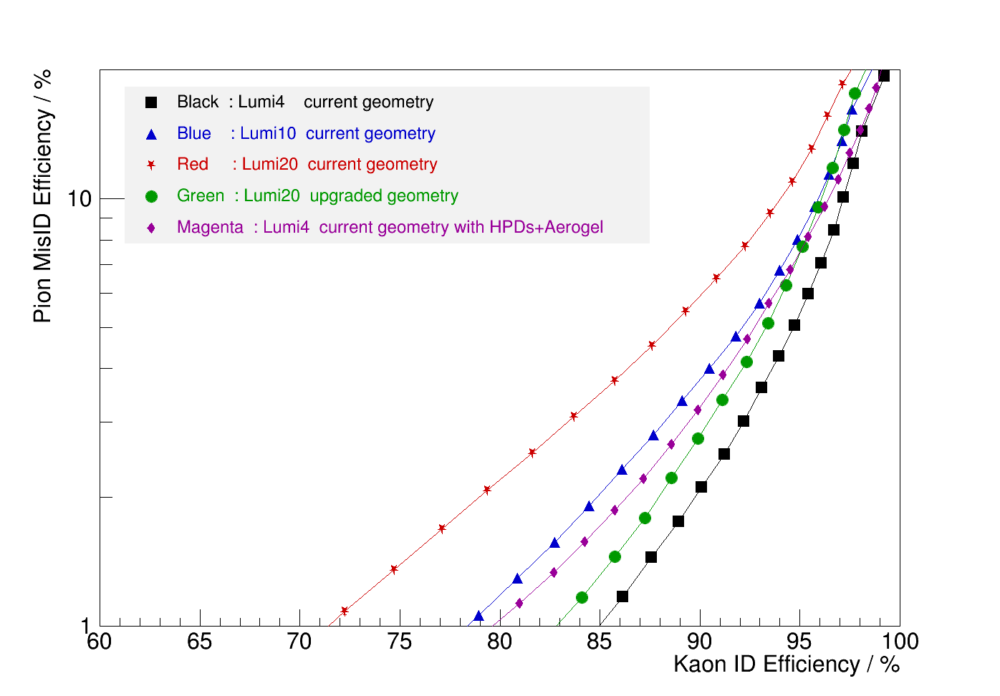 Pion MisID Efficiency / %
Black : Lumi4 current geometry
Blue : Lumi10 current geometry
Red : Lumi20 current geometry
Green : Lumi20 upgraded geometry
Magenta : Lumi4 current geometry with HPDs+Aerogel
10
1
60 65 70 75 80 85 90 95 100
Kaon ID Efficiency / %